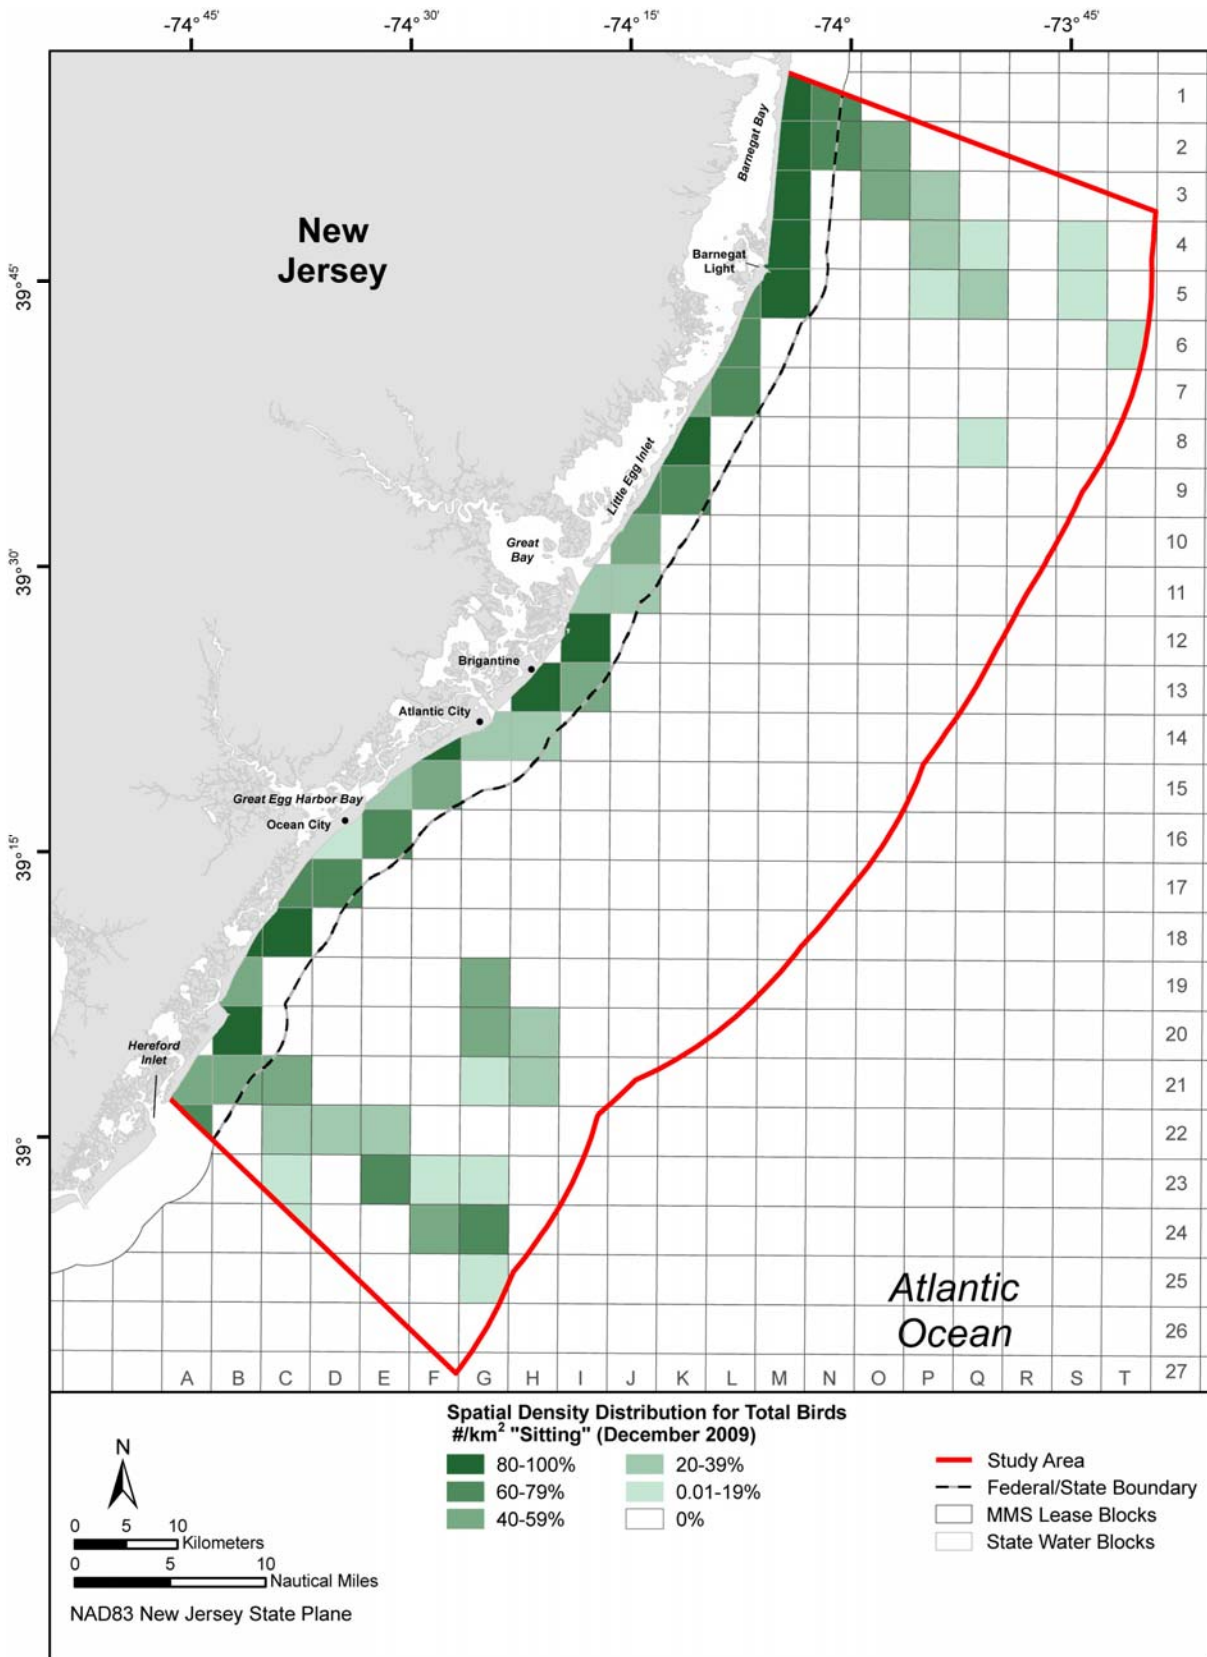 -74° 45'
-74° 30'
-74° 15'
-74°
-73° 45'
39° 45'
39° 30'
39° 15'
39°
New
Jersey
Barnegat Bay
Barnegat
Light
Little Egg Inlet
Great
Bay
Brigantine
Atlantic City
Great Egg Harbor Bay
Ocean City
Hereford
Inlet
Atlantic
Ocean
1
2
3
4
5
6
7
8
9
10
11
12
13
14
15
16
17
18
19
20
21
22
23
24
25
26
27
A B C D E F G H I J K L M N O P Q R S T
N
0 5 10
Kilometers
0 5 10
Nautical Miles
NAD83 New Jersey State Plane
Spatial Density Distribution for Total Birds
#/km² "Sitting" (December 2009)
80-100%
60-79%
40-59%
20-39%
0.01-19%
0%
Study Area
Federal/State Boundary
MMS Lease Blocks
State Water Blocks